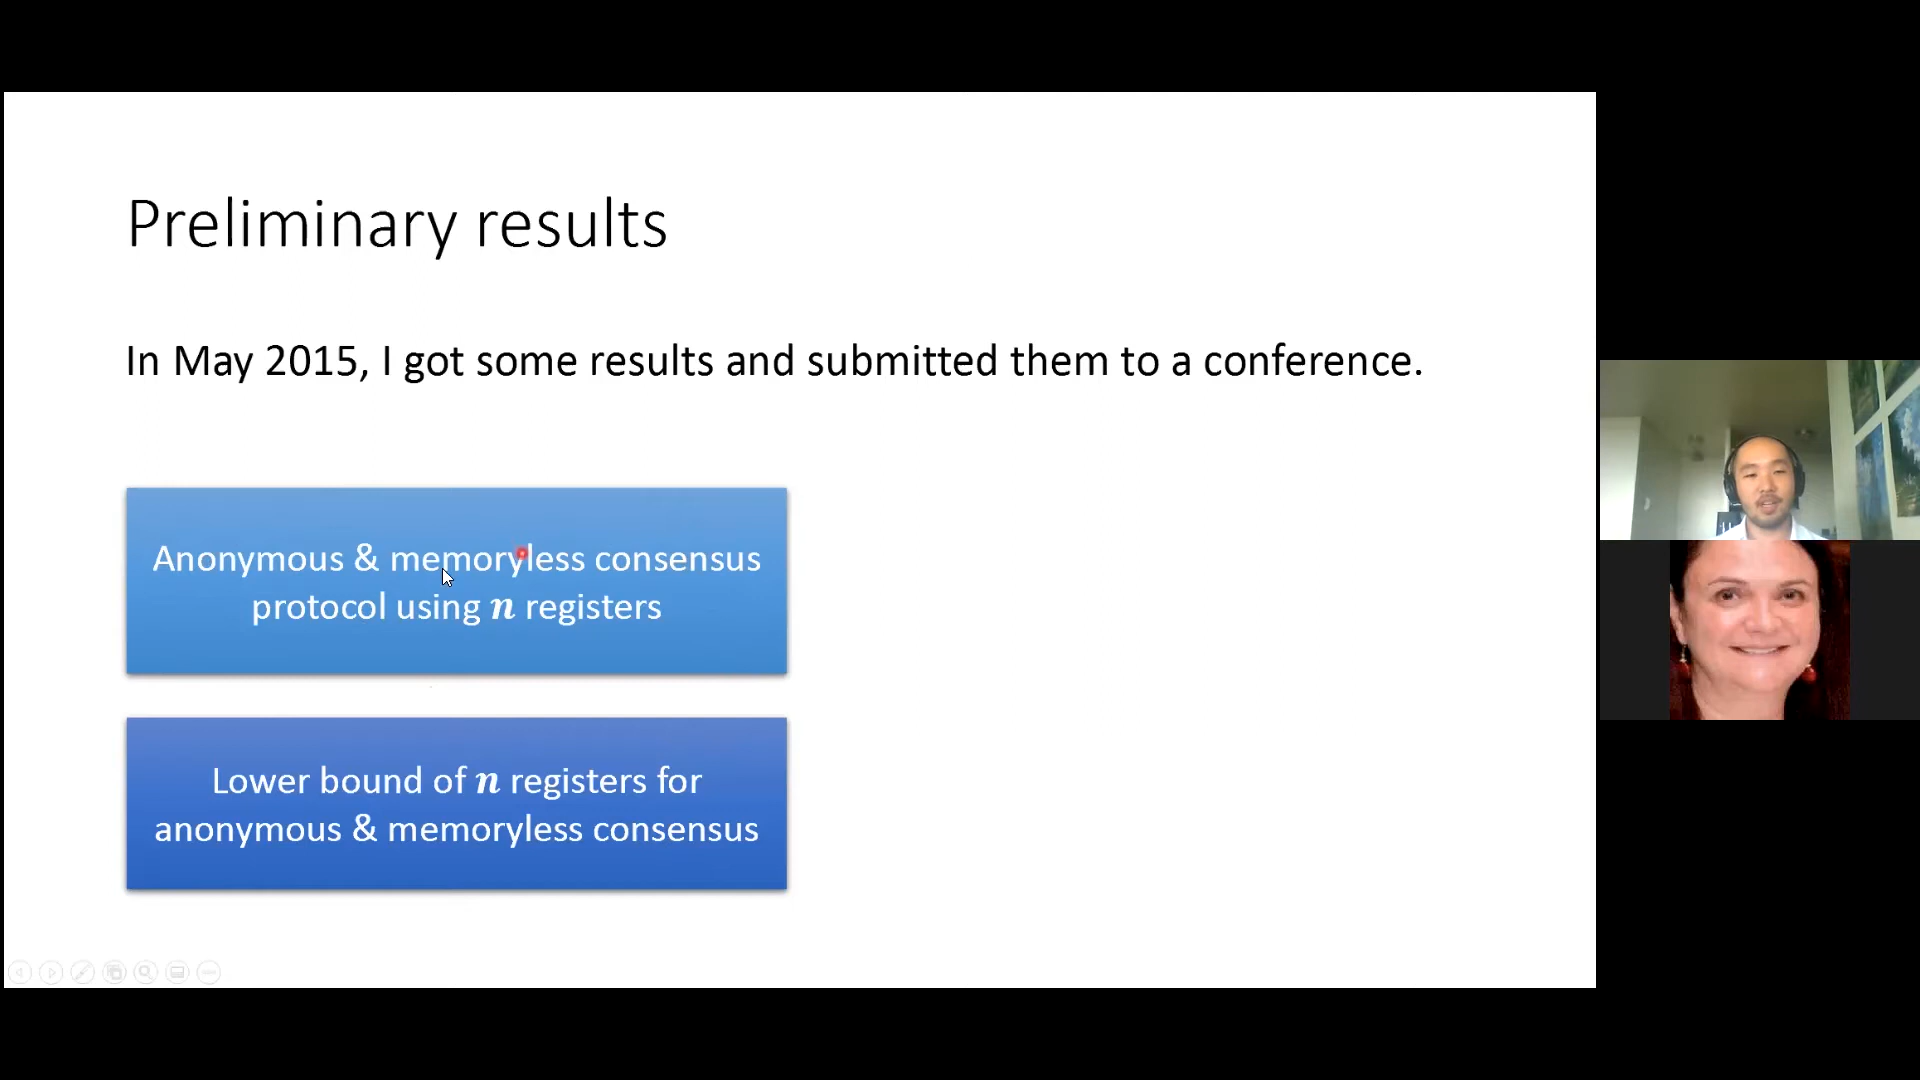 Preliminary results
In May 2015, I got some results and submitted them to a conference.
Anonymous & memoryless consensus
protocol using n registers
Lower bound of n registers for
anonymous & memoryless consensus